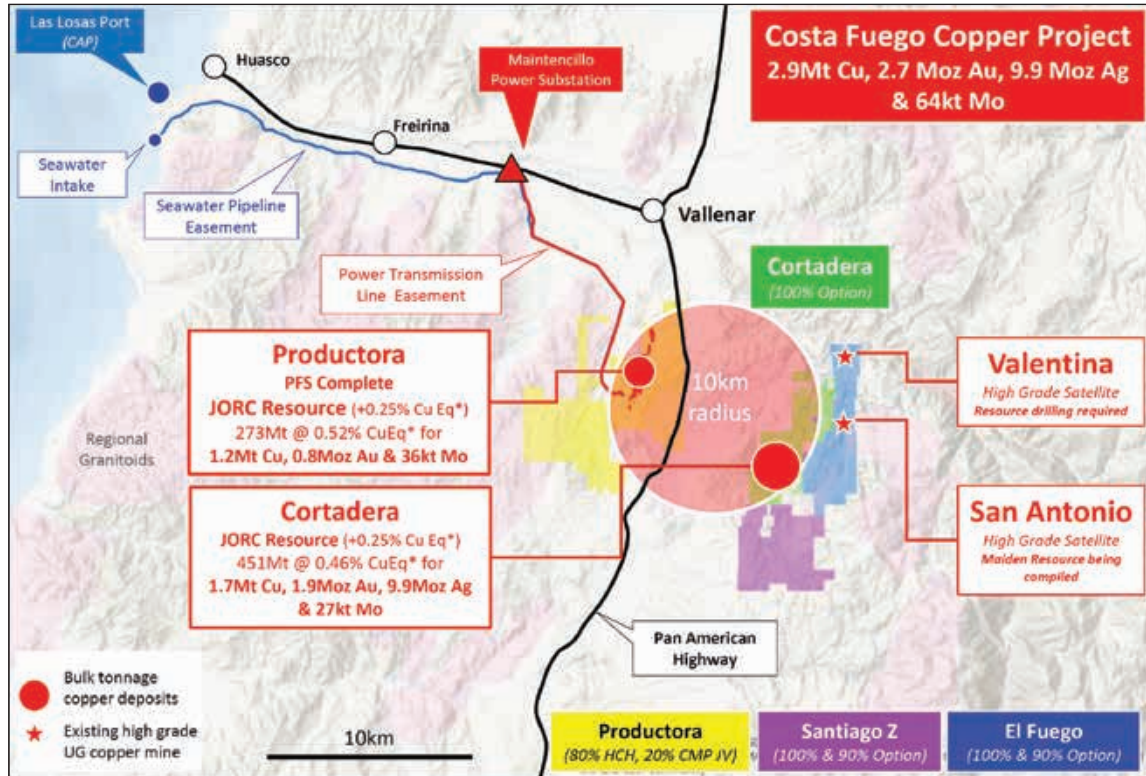 Las Losas Port
(CAP)
Huasco
Maintencillo
Power Substation
Costa Fuego Copper Project
2.9Mt Cu, 2.7 Moz Au, 9.9 Moz Ag
& 64kt Mo
Freirina
Seawater
Intake
Seawater Pipeline
Easement
Vallenar
Power Transmission
Line Easement
Cortadera
(100% Option)
Productora
PFS Complete
JORC Resource (+0.25% Cu Eq*)
273Mt @ 0.52% CuEq* for
1.2Mt Cu, 0.8Moz Au & 36kt Mo
10km
radius
Valentina
High Grade Satellite
Resource drilling required
Regional
Granitoids
Cortadera
JORC Resource (+0.25% Cu Eq*)
451Mt @ 0.46% CuEq* for
1.7Mt Cu, 1.9Moz Au, 9.9Moz Ag
& 27kt Mo
San Antonio
High Grade Satellite
Maiden Resource being
compiled
Pan American
Highway
Bulk tonnage
copper deposits
Existing high grade
UG copper mine
10km
Productora
(80% HCH, 20% CMP JV)
Santiago Z
(100% & 90% Option)
El Fuego
(100% & 90% Option)